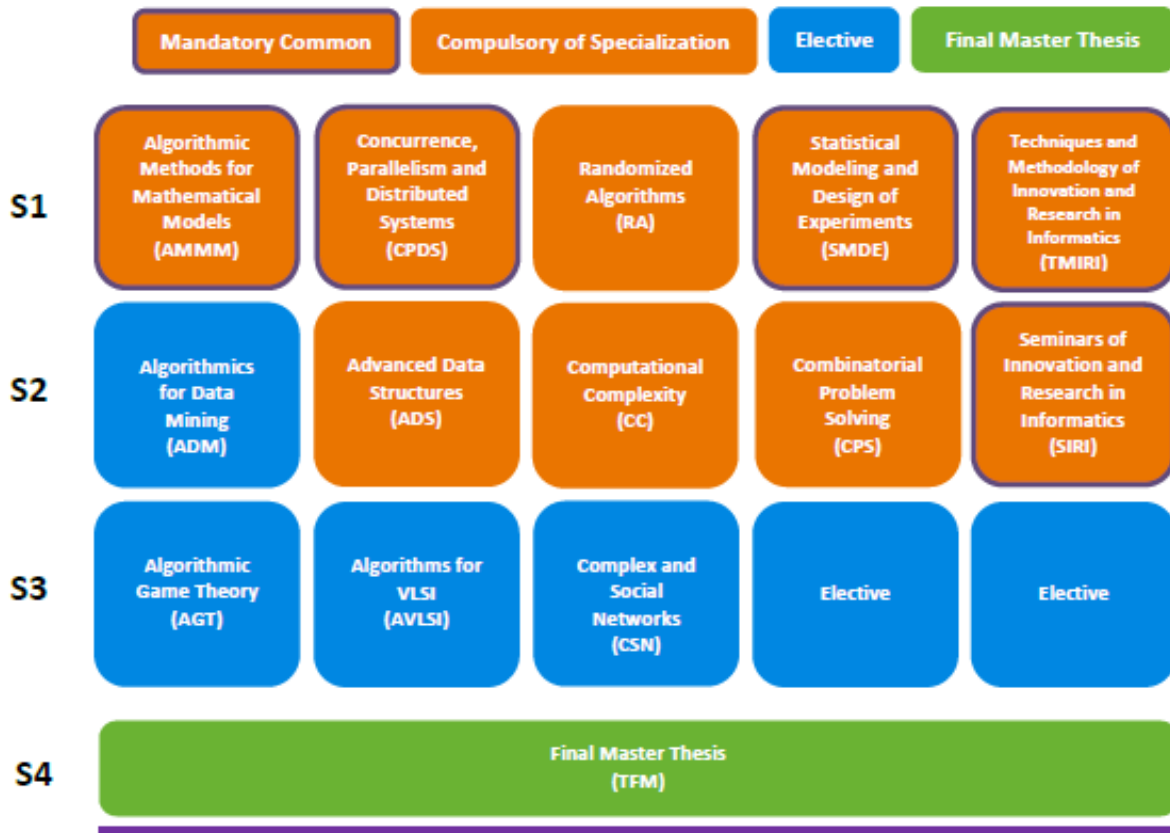 Mandatory Common
Compulsory of Specialization
Elective
Final Master Thesis
S1
Algorithmic
Methods for
Mathematical
Models
(AMMM)
Concurrence,
Parallelism and
Distributed
Systems
(CPDS)
Randomized
Algorithms
(RA)
Statistical
Modeling and
Design of
Experiments
(SMDE)
Techniques and
Methodology of
Innovation and
Research in
Informatics
(TMIRI)
S2
Algorithmics
for Data
Mining
(ADM)
Advanced Data
Structures
(ADS)
Computational
Complexity
(CC)
Combinatorial
Problem
Solving
(CPS)
Seminars of
Innovation and
Research in
Informatics
(SIRI)
S3
Algorithmic
Game Theory
(AGT)
Algorithms for
VLSI
(AVLSI)
Complex and
Social
Networks
(CSN)
Elective
Elective
S4
Final Master Thesis
(TFM)